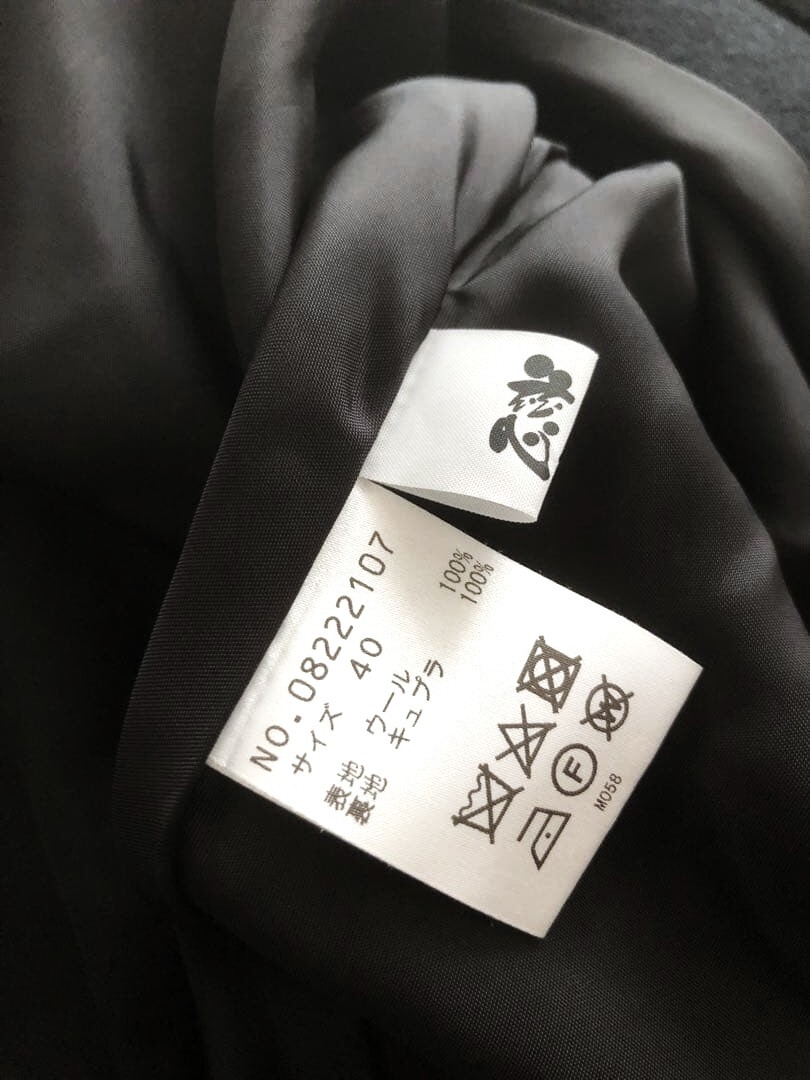 NO.08222107
サイズ 40
表地 ウール 100%
裏地 キュプラ 100%
F
W
M058